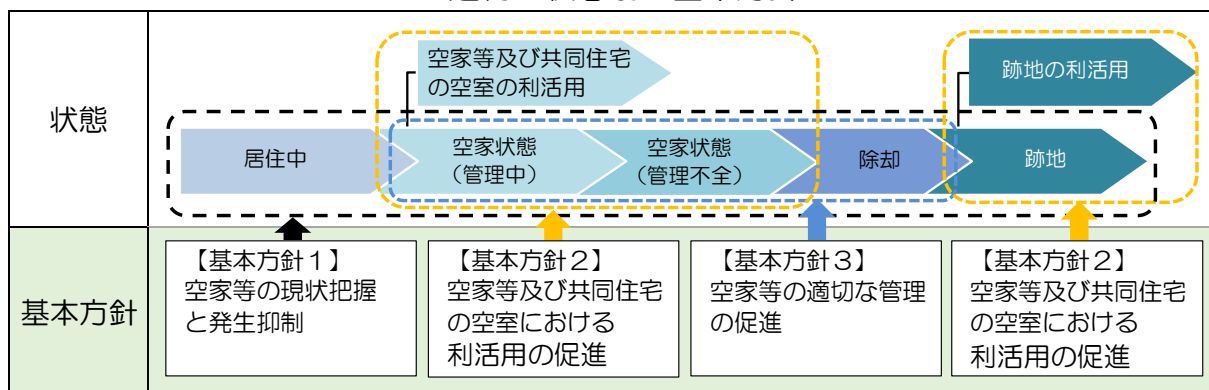 状態
空家等及び共同住宅
の空室の利活用
跡地の利活用
居住中
空家状態
（管理中）
空家状態
（管理不全）
除却
跡地
基本方針
【基本方針１】
空家等の現状把握
と発生抑制
【基本方針２】
空家等及び共同住宅
の空室における
利活用の促進
【基本方針３】
空家等の適切な管理
の促進
【基本方針２】
空家等及び共同住宅
の空室における
利活用の促進